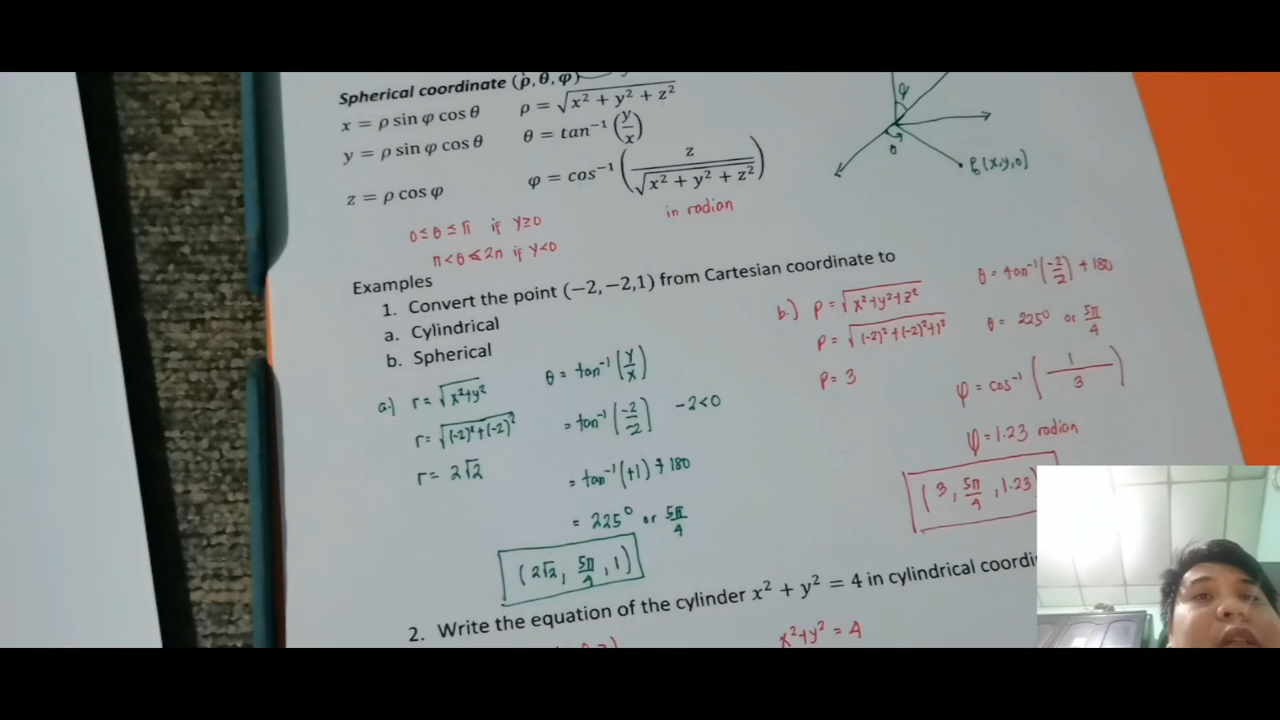 Spherical coordinate (ρ, θ, φ)
x = ρ sin φ cos θ
y = ρ sin φ cos θ
z = ρ cos φ
ρ = √x² + y² + z²
θ = tan⁻¹ (y/x)
φ = cos⁻¹ (z/√x² + y² + z²)
in radian
0 ≤ θ ≤ π if y≥0
π < θ ≤ 2π if y<0
φ
θ
(x,y,0)
Examples
1. Convert the point (−2, −2,1) from Cartesian coordinate to
a. Cylindrical
b. Spherical
a.) r = √x²+y²
r = √(-2)²+(-2)²
r = 2√2
θ = tan⁻¹ (y/x)
= tan⁻¹ (-2/-2) -2<0
= tan⁻¹ (+1) + 180
= 225° or 5π/4
(2√2, 5π/4, 1)
b.) ρ = √x²+y²+z²
ρ = √(-2)²+(-2)²+1²
ρ = 3
θ = tan⁻¹ (-2/-2) + 180
θ = 225° or 5π/4
φ = cos⁻¹ (1/3)
φ = 1.23 radian
(3, 5π/4, 1.23)
2. Write the equation of the cylinder x² + y² = 4 in cylindrical coordi
x²+y² = 4